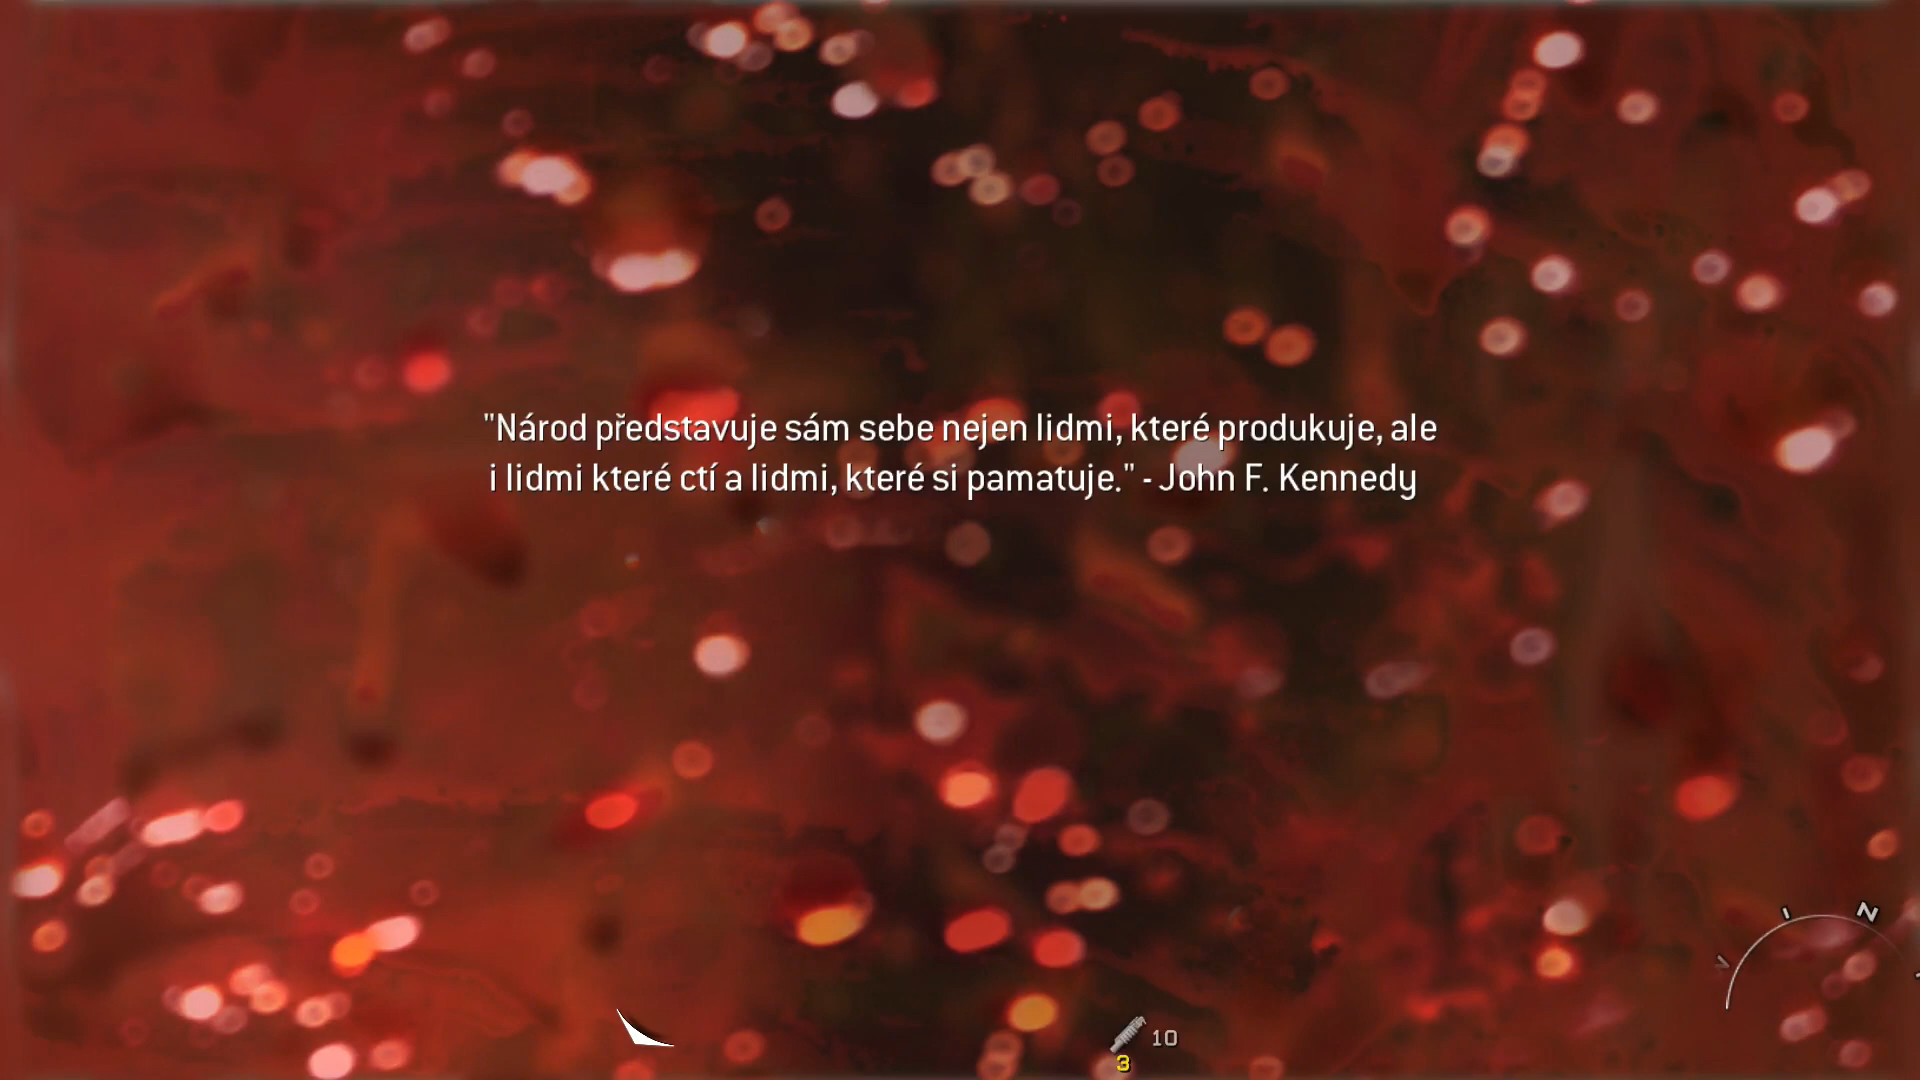 "Národ představuje sám sebe nejen lidmi, které produkuje, ale
i lidmi které ctí a lidmi, které si pamatuje." - John F. Kennedy
N
10
3